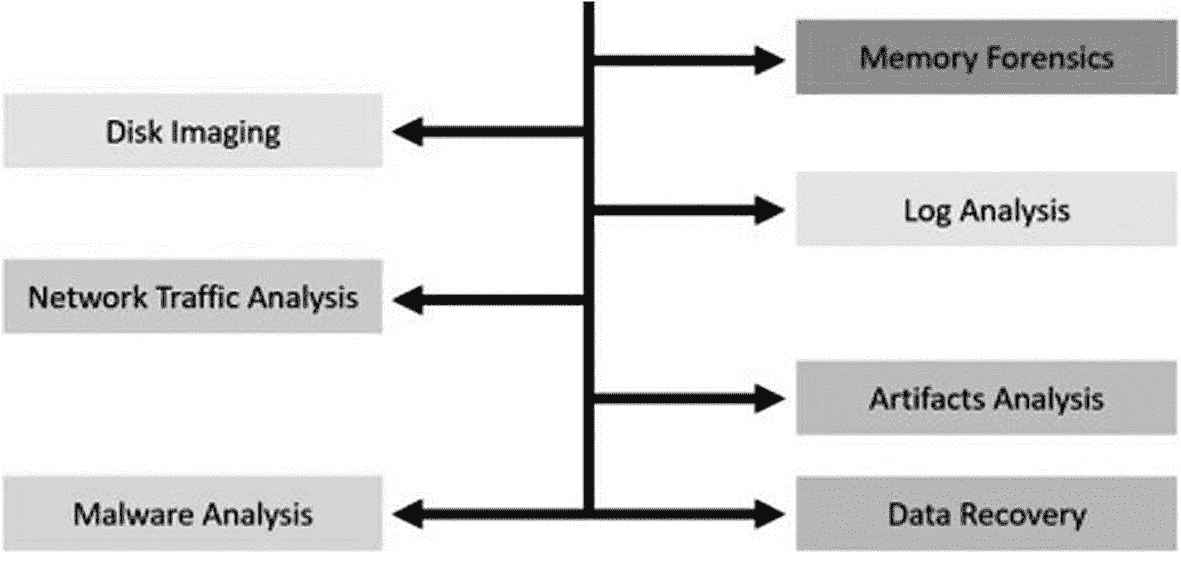 Memory Forensics
Disk Imaging
Log Analysis
Network Traffic Analysis
Artifacts Analysis
Malware Analysis
Data Recovery